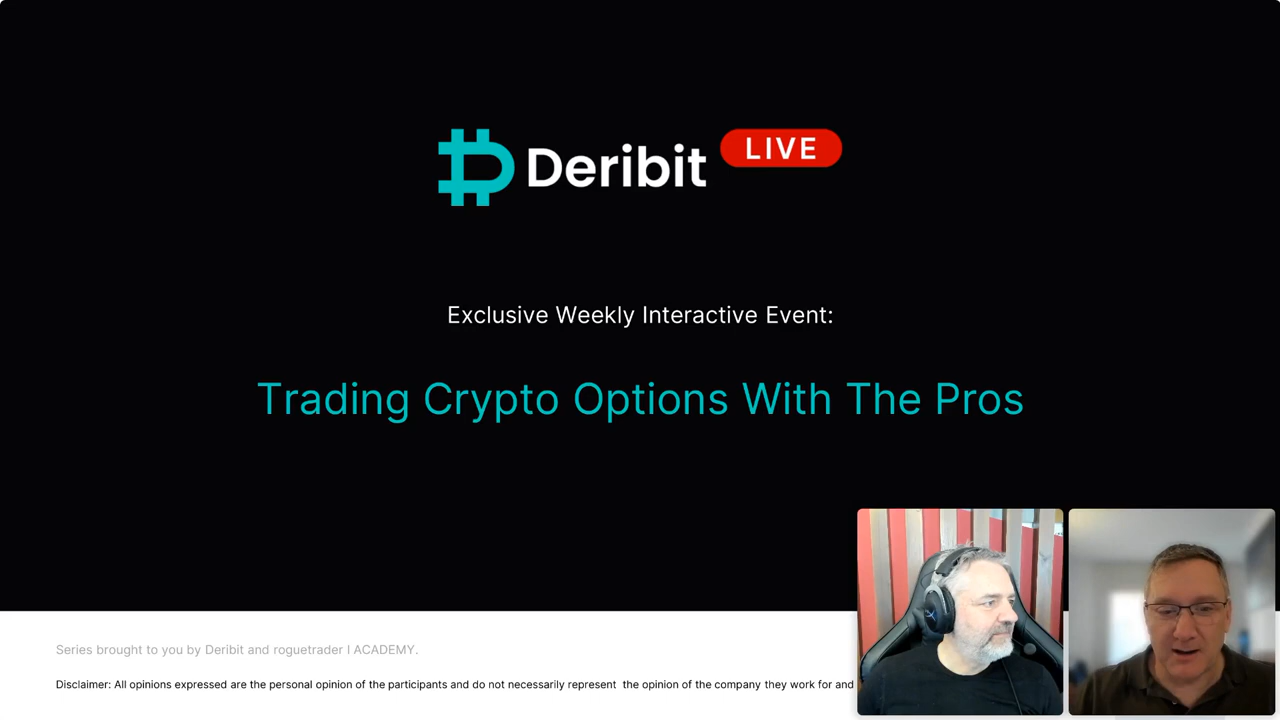 Deribit LIVE
Exclusive Weekly Interactive Event:
Trading Crypto Options With The Pros
Series brought to you by Deribit and roguetrader | ACADEMY.
Disclaimer: All opinions expressed are the personal opinion of the participants and do not necessarily represent the opinion of the company they work for and